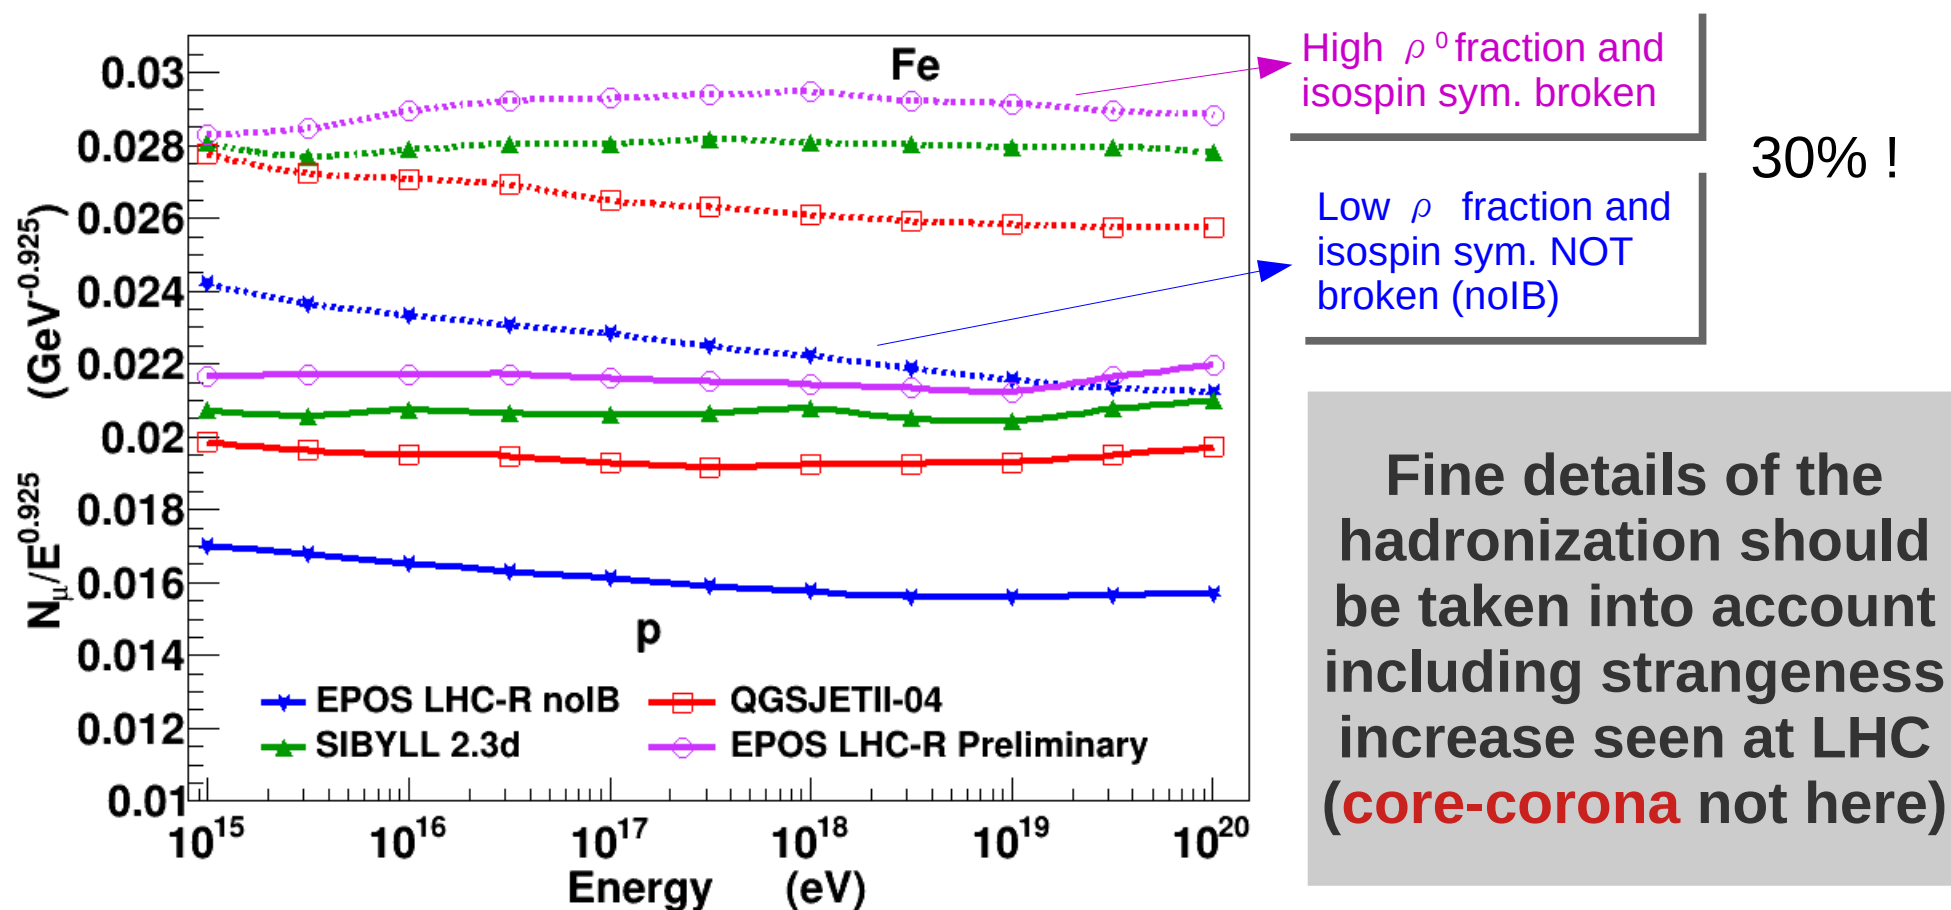 Fe
p
0.03
0.028
0.026
0.024
0.022
0.02
0.018
0.016
0.014
0.012
0.01
N_μ/E^0.925 (GeV^-0.925)
EPOS LHC-R noIB
QGSJETII-04
SIBYLL 2.3d
EPOS LHC-R Preliminary
10^15 10^16 10^17 10^18 10^19 10^20
Energy (eV)
High ρ ⁰ fraction and
isospin sym. broken
30% !
Low ρ fraction and
isospin sym. NOT
broken (noIB)
Fine details of the
hadronization should
be taken into account
including strangeness
increase seen at LHC
(core-corona not here)